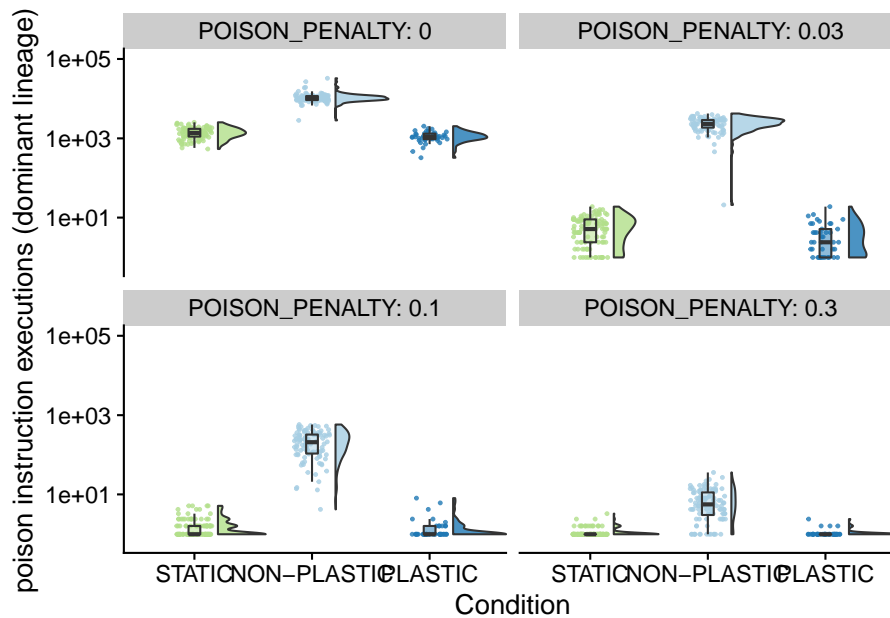 POISON_PENALTY: 0
POISON_PENALTY: 0.03
1e+05
1e+03
1e+01
POISON_PENALTY: 0.1
POISON_PENALTY: 0.3
1e+05
1e+03
1e+01
STATIC
NON−PLASTIC
PLASTIC
STATIC
NON−PLASTIC
PLASTIC
Condition
poison instruction executions (dominant lineage)